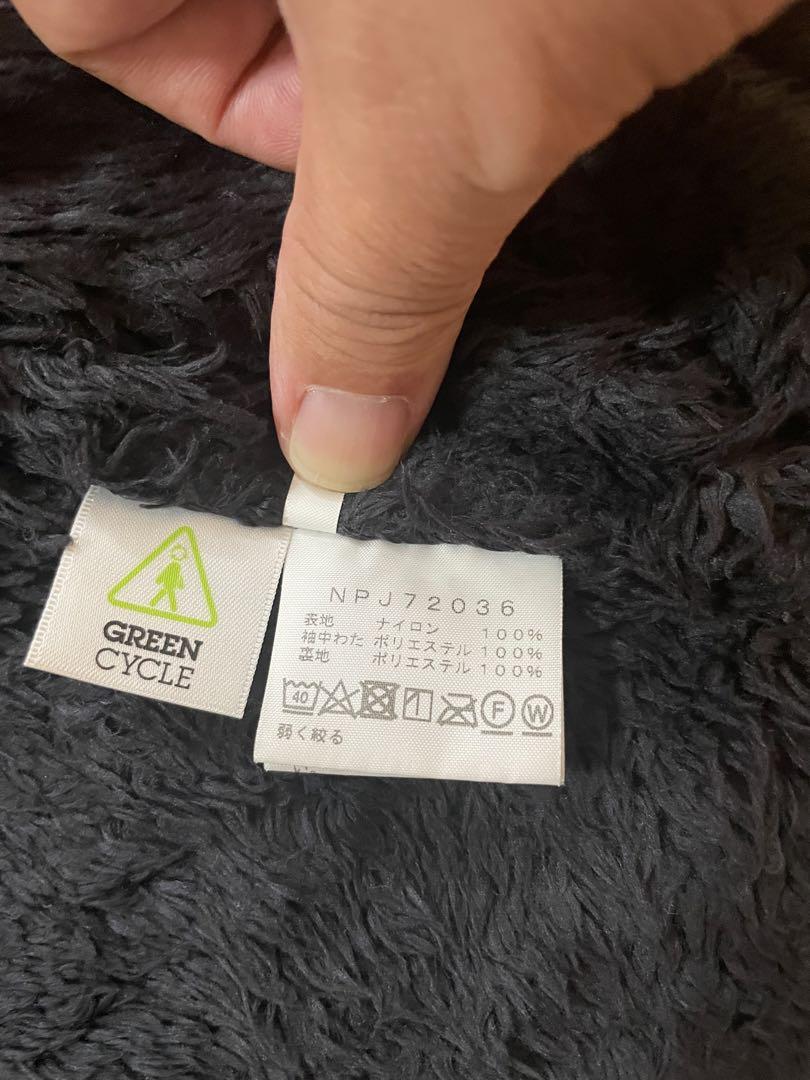 GREEN
CYCLE
NPJ72036
表地 ナイロン 100%
袖中わた ポリエステル 100%
裏地 ポリエステル 100%
40 F W
弱く絞る